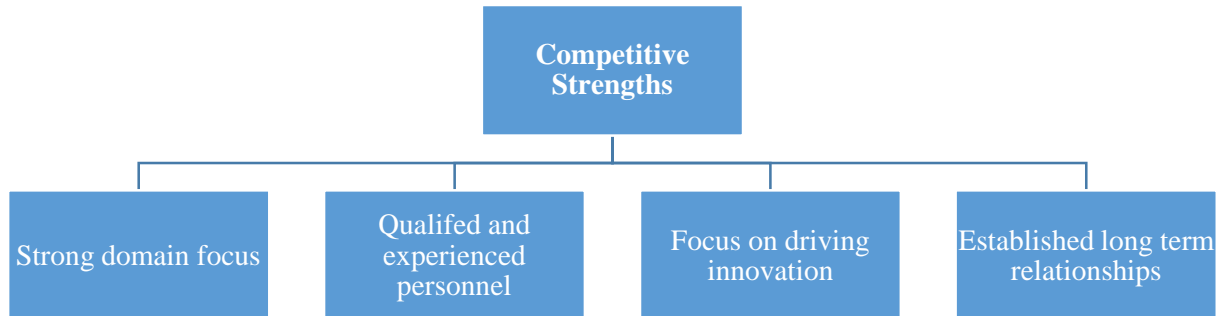 Competitive
Strengths
Strong domain focus
Qualifed and
experienced
personnel
Focus on driving
innovation
Established long term
relationships